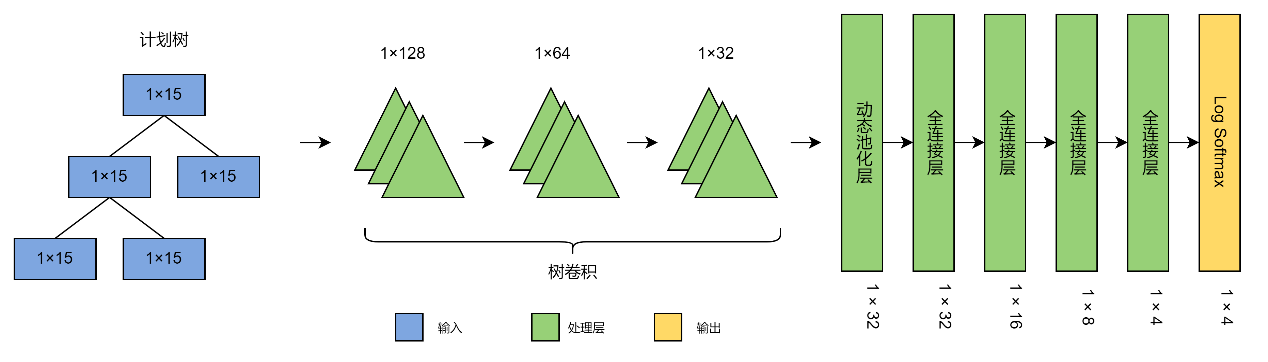 计划树
1×15
1×15
1×15
1×15
1×15
1×128
1×64
1×32
树卷积
动态池化层
全连接层
全连接层
全连接层
全连接层
Log Softmax
1×32
1×32
1×16
1×8
1×4
1×4
输入
处理层
输出